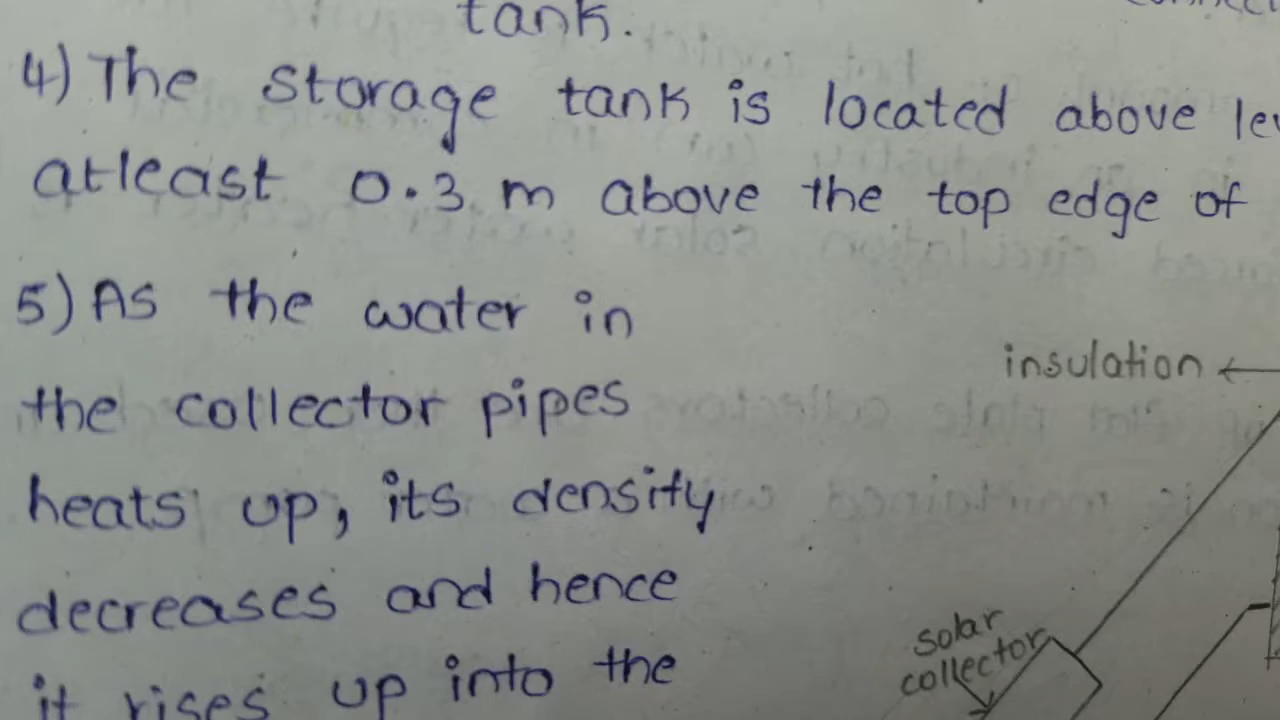 tank.
4) The storage tank is located above
atleast 0.3 m above the top edge of
5) As the water in
the collector pipes
heats up, its density
decreases and hence
it rises up into the
insulation
solar
collector